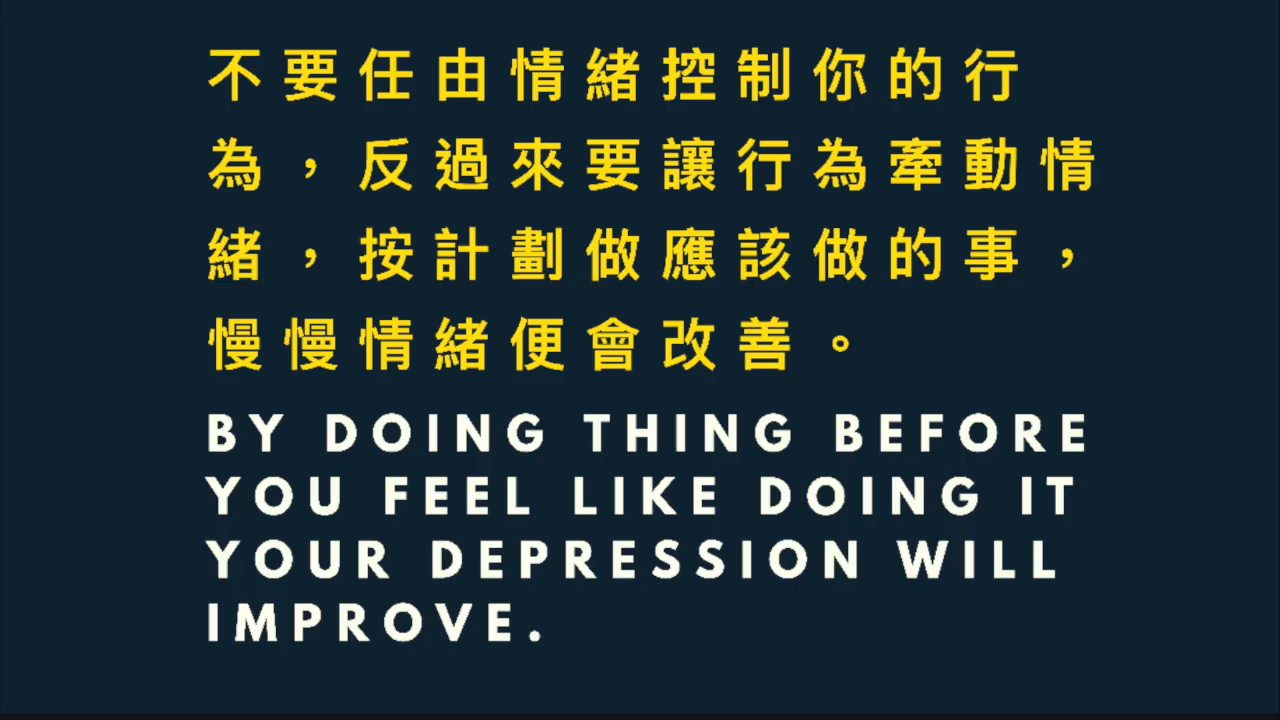 不要任由情緒控制你的行
為，反過來要讓行為牽動情
緒，按計劃做應該做的事，
慢慢情緒便會改善。
BY DOING THING BEFORE
YOU FEEL LIKE DOING IT
YOUR DEPRESSION WILL
IMPROVE.